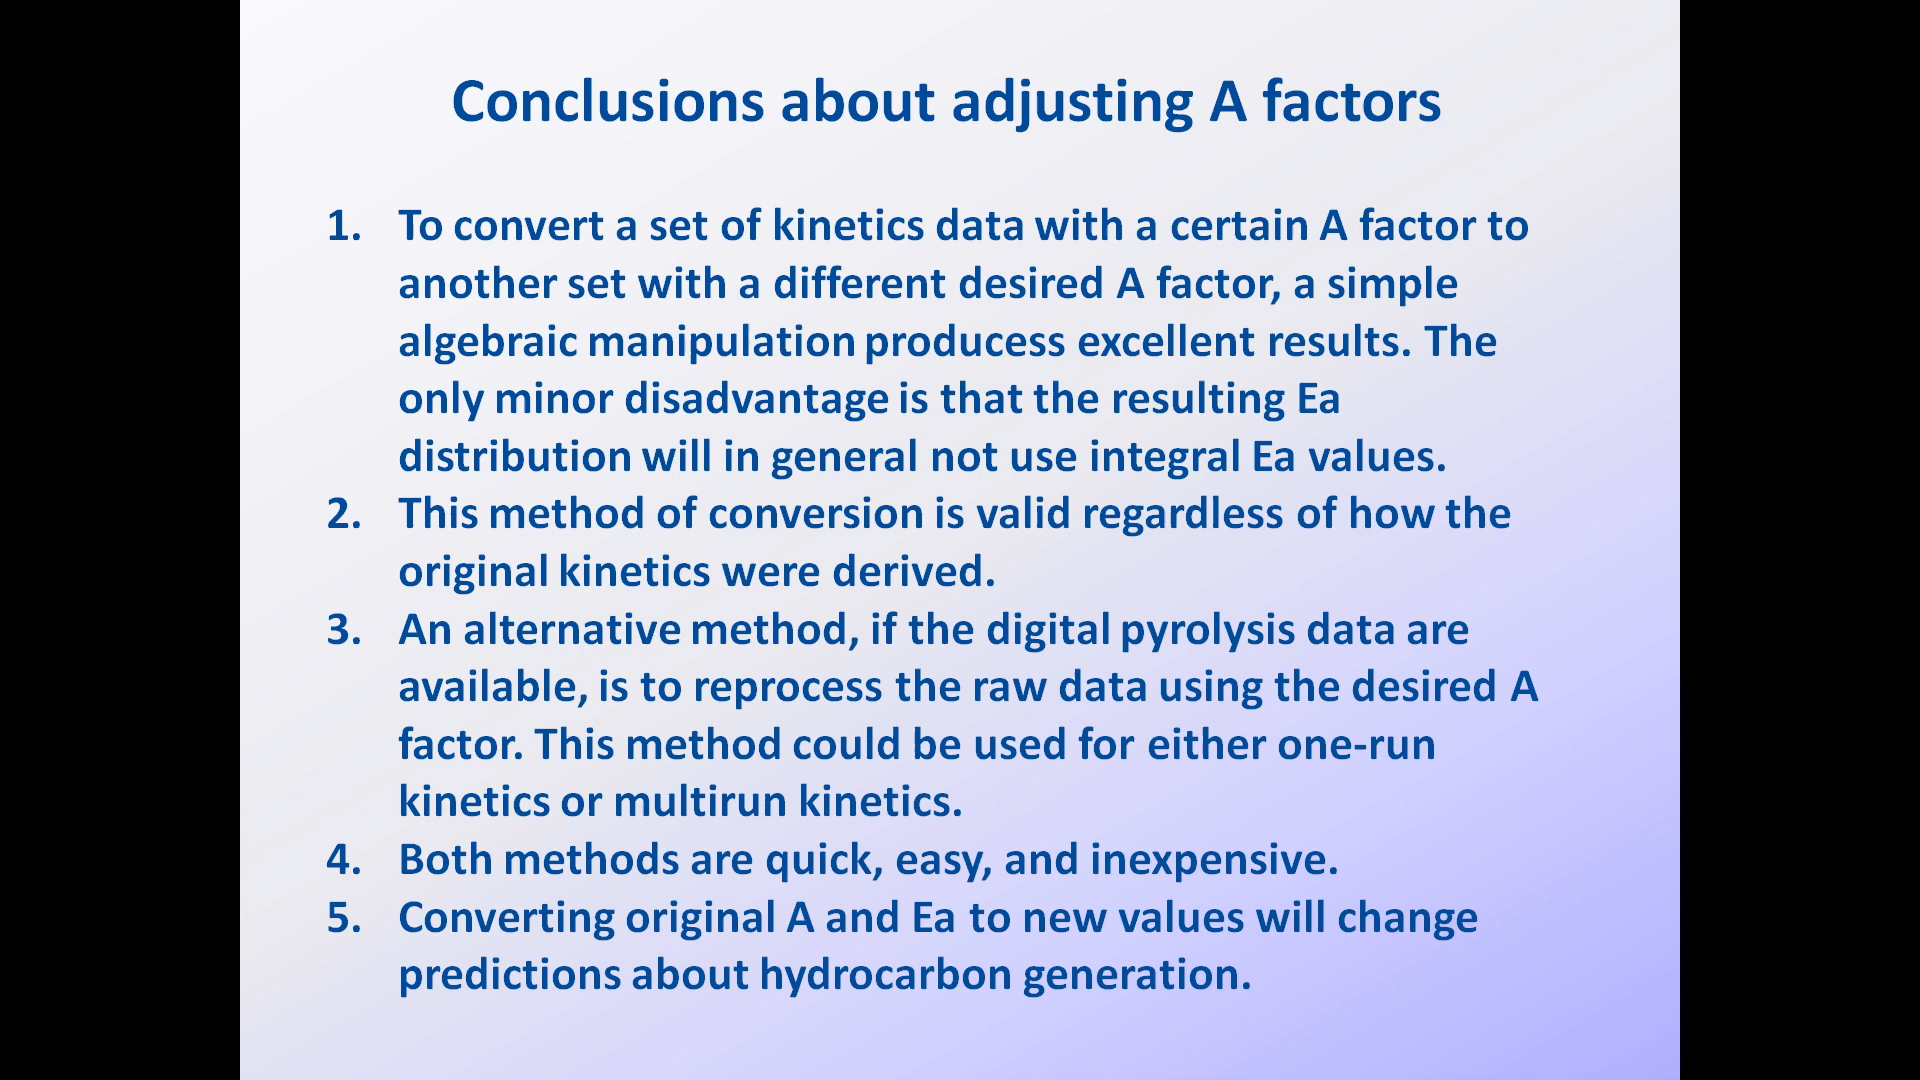 Conclusions about adjusting A factors
1. To convert a set of kinetics data with a certain A factor to
another set with a different desired A factor, a simple
algebraic manipulation producess excellent results. The
only minor disadvantage is that the resulting Ea
distribution will in general not use integral Ea values.
2. This method of conversion is valid regardless of how the
original kinetics were derived.
3. An alternative method, if the digital pyrolysis data are
available, is to reprocess the raw data using the desired A
factor. This method could be used for either one-run
kinetics or multirun kinetics.
4. Both methods are quick, easy, and inexpensive.
5. Converting original A and Ea to new values will change
predictions about hydrocarbon generation.